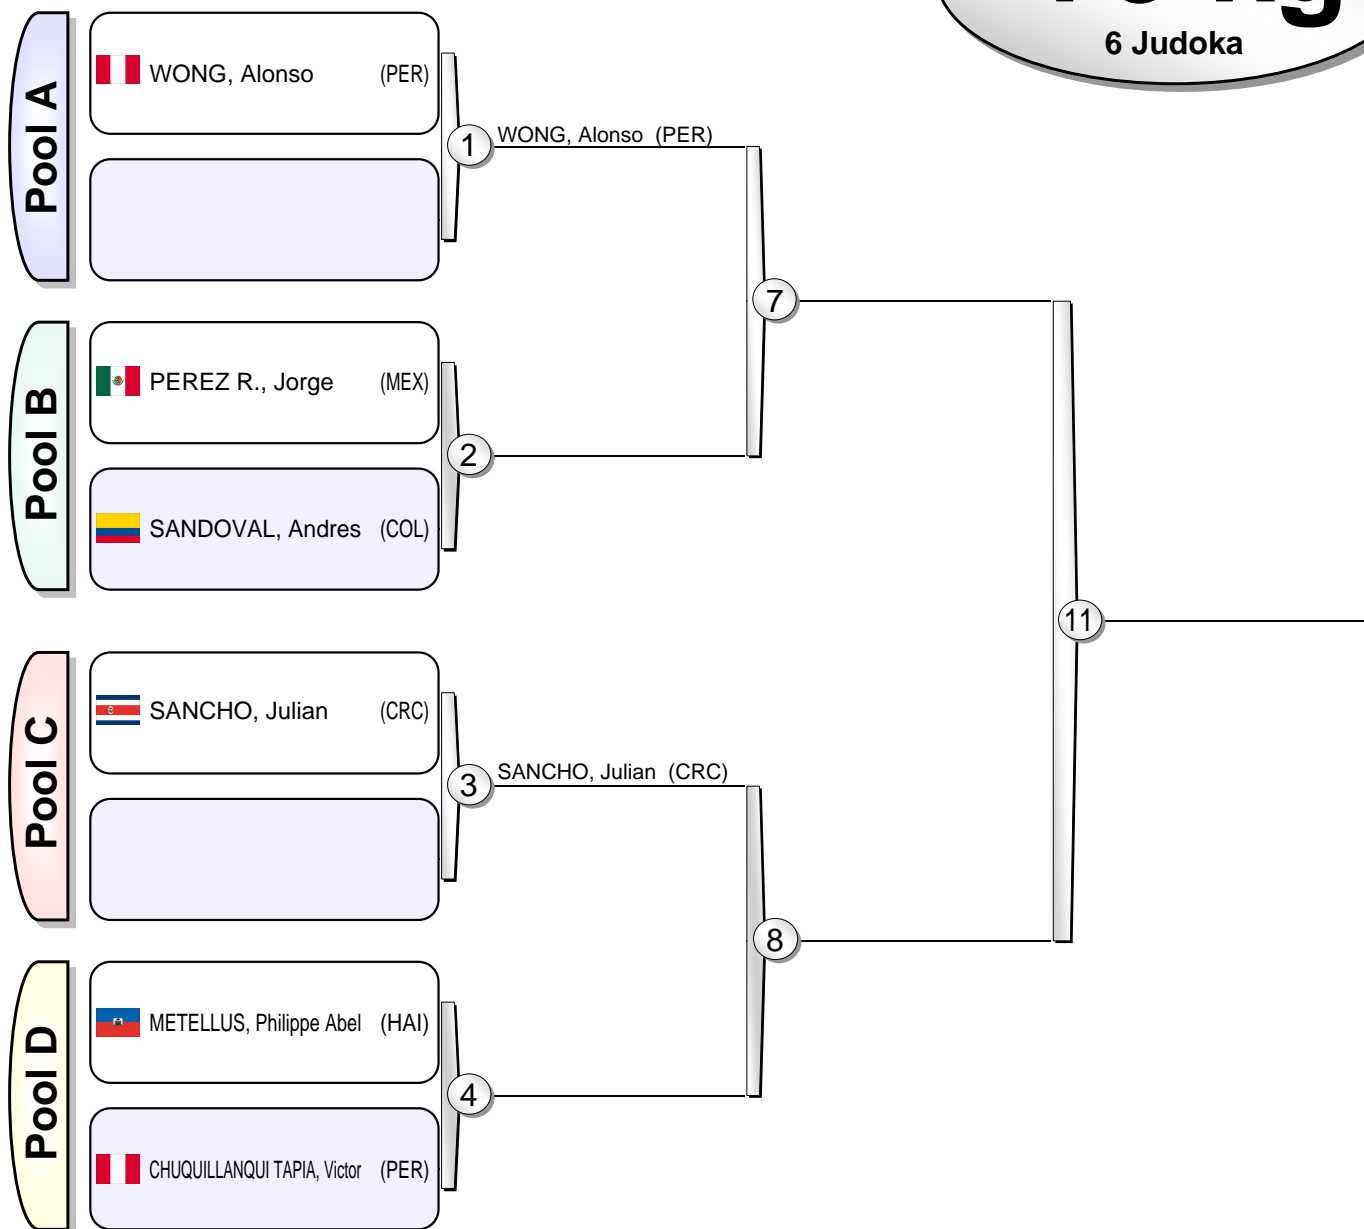 6 Judoka
Pool A
WONG, Alonso (PER)
1
WONG, Alonso (PER)
7
Pool B
PEREZ R., Jorge (MEX)
2
SANDOVAL, Andres (COL)
11
Pool C
SANCHO, Julian (CRC)
3
SANCHO, Julian (CRC)
8
Pool D
METELLUS, Philippe Abel (HAI)
4
CHUQUILLANQUI TAPIA, Victor (PER)